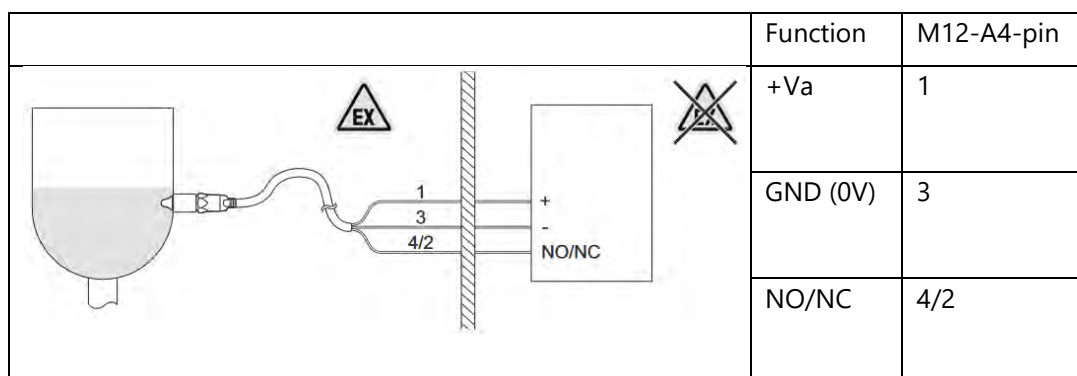 Function M12-A4-pin
+Va 1
EX
EX
1
+
GND (0V) 3
3
-
4/2
NO/NC
NO/NC 4/2